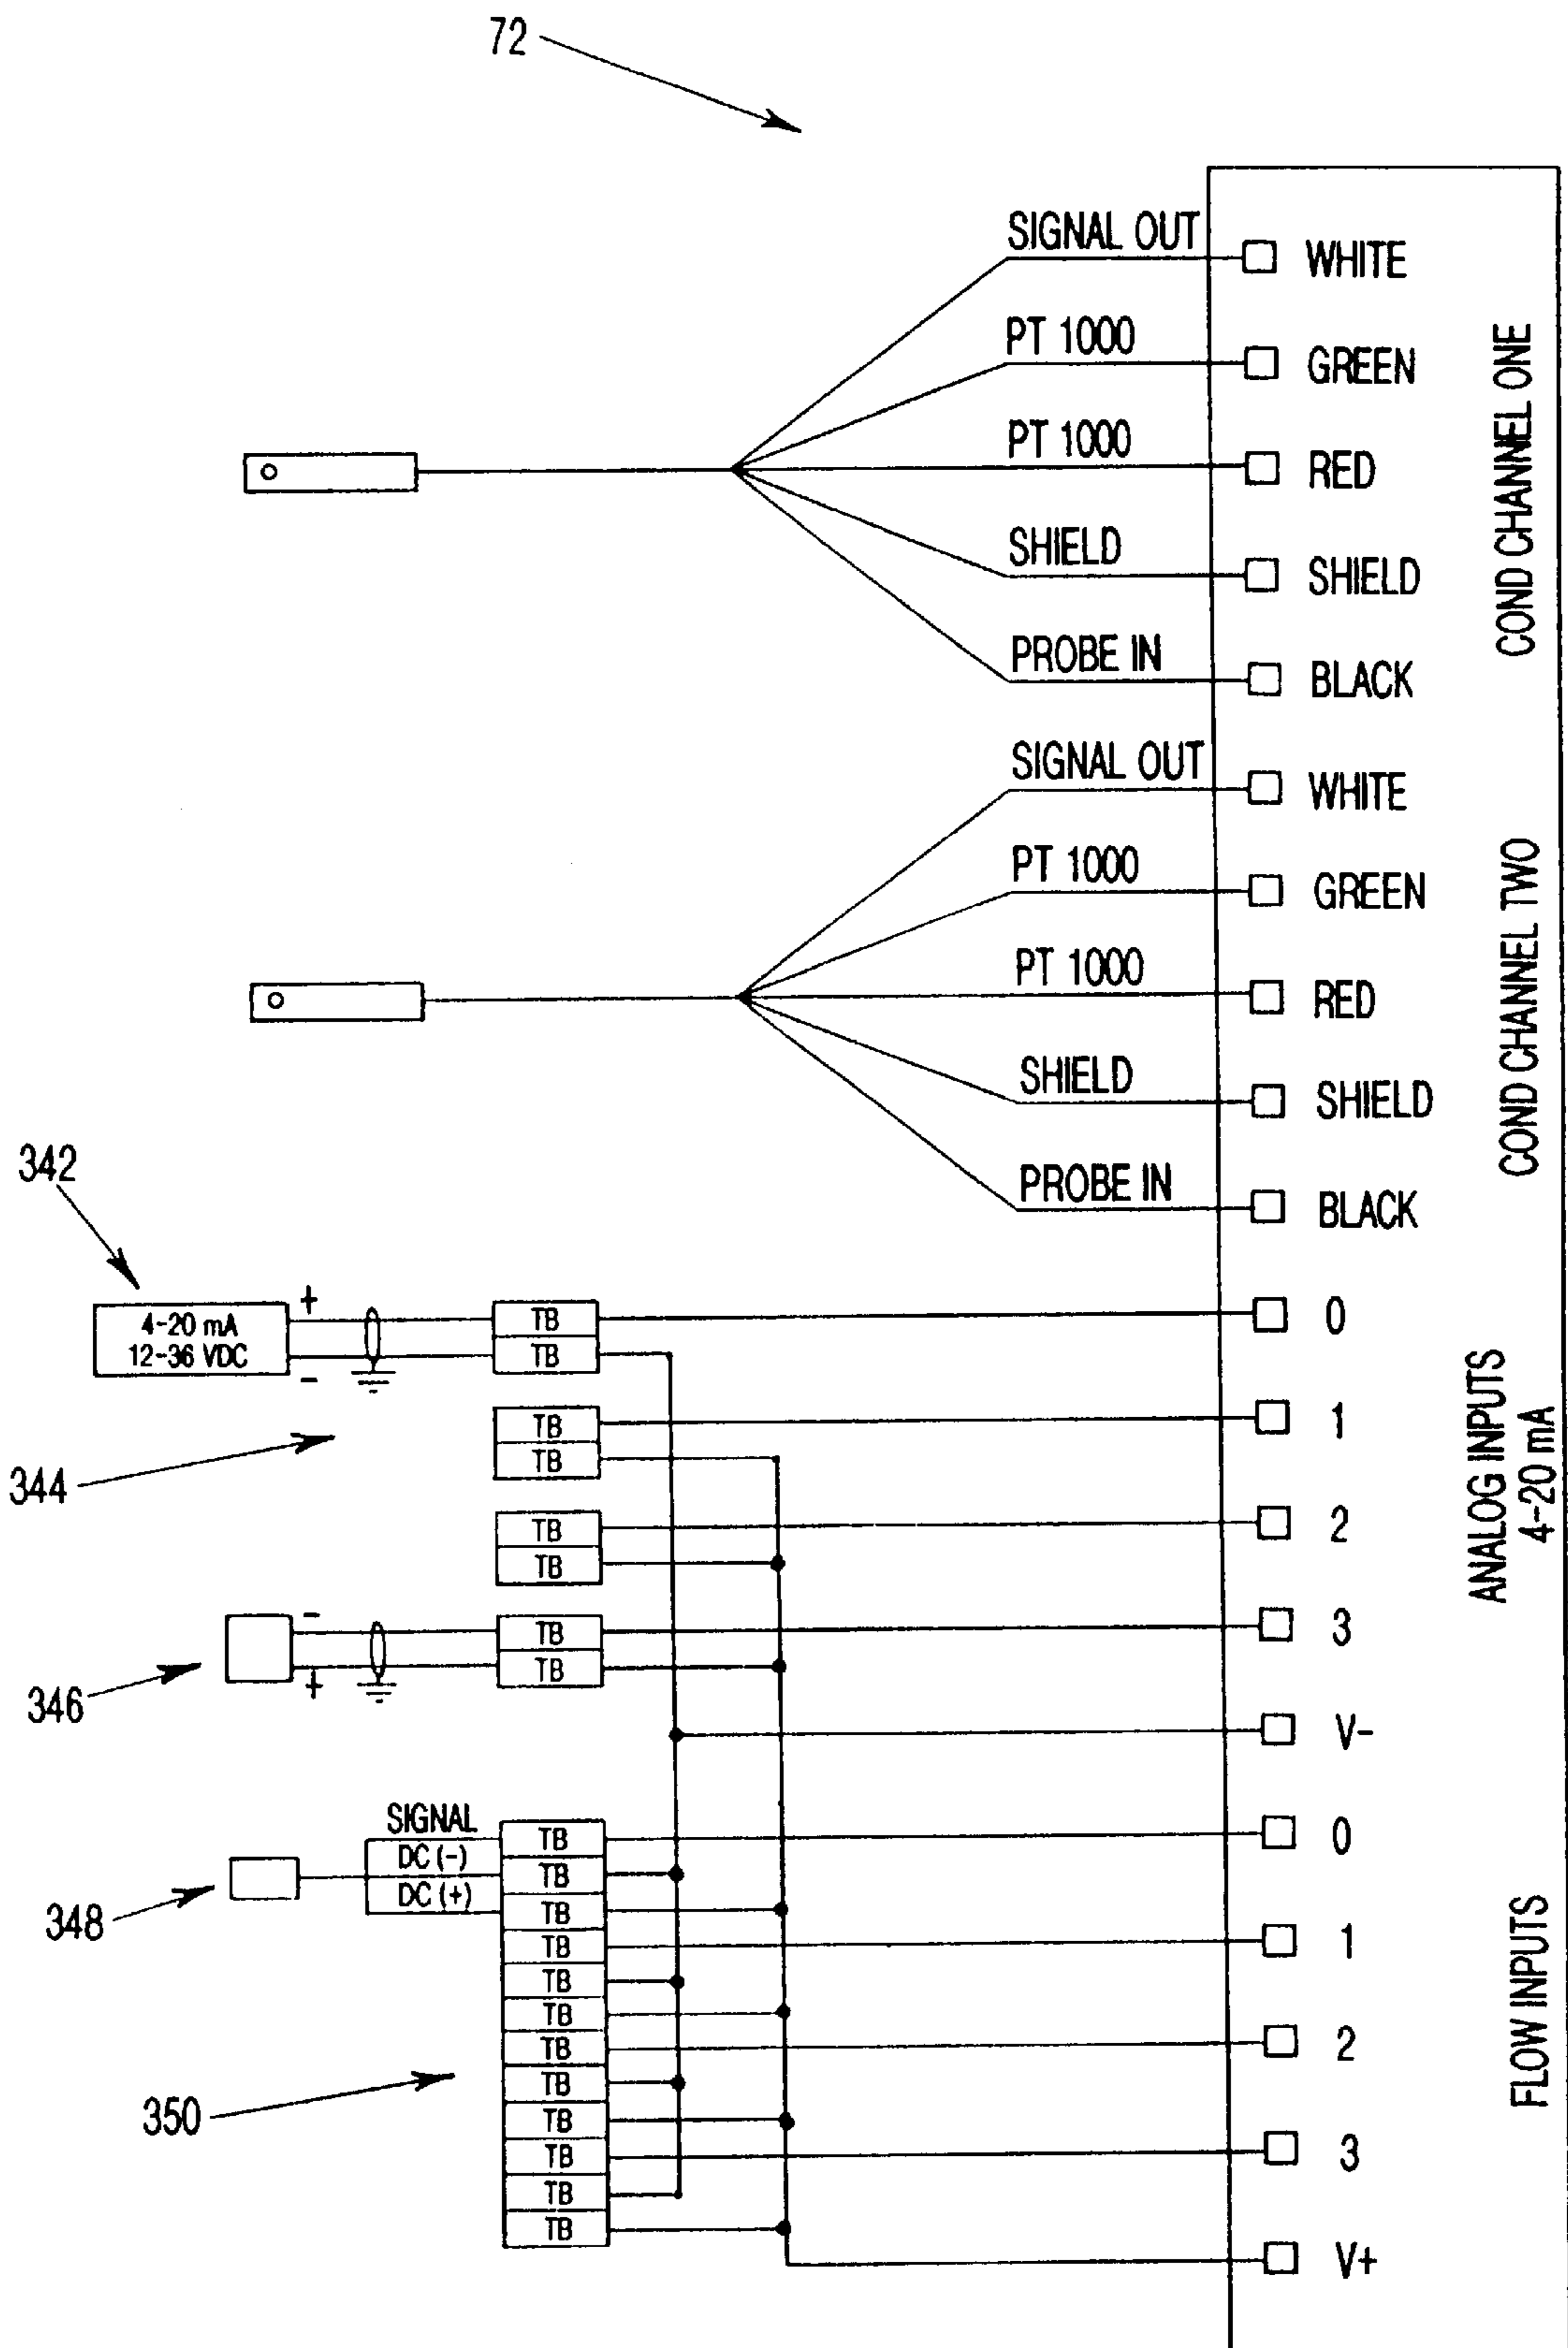 72
SIGNAL OUT
WHITE
PT 1000
GREEN
PT 1000
RED
SHIELD
SHIELD
PROBE IN
BLACK
COND CHANNEL ONE
SIGNAL OUT
WHITE
PT 1000
GREEN
PT 1000
RED
SHIELD
SHIELD
PROBE IN
BLACK
COND CHANNEL TWO
342
4-20 mA
12-36 VDC
+
-
TB
TB
0
344
TB
TB
1
TB
TB
2
346
-
+
TB
TB
3
V-
ANALOG INPUTS
4-20 mA
348
SIGNAL
DC (-)
DC (+)
350
TB
TB
TB
TB
TB
TB
TB
TB
TB
TB
TB
TB
0
1
2
3
V+
FLOW INPUTS